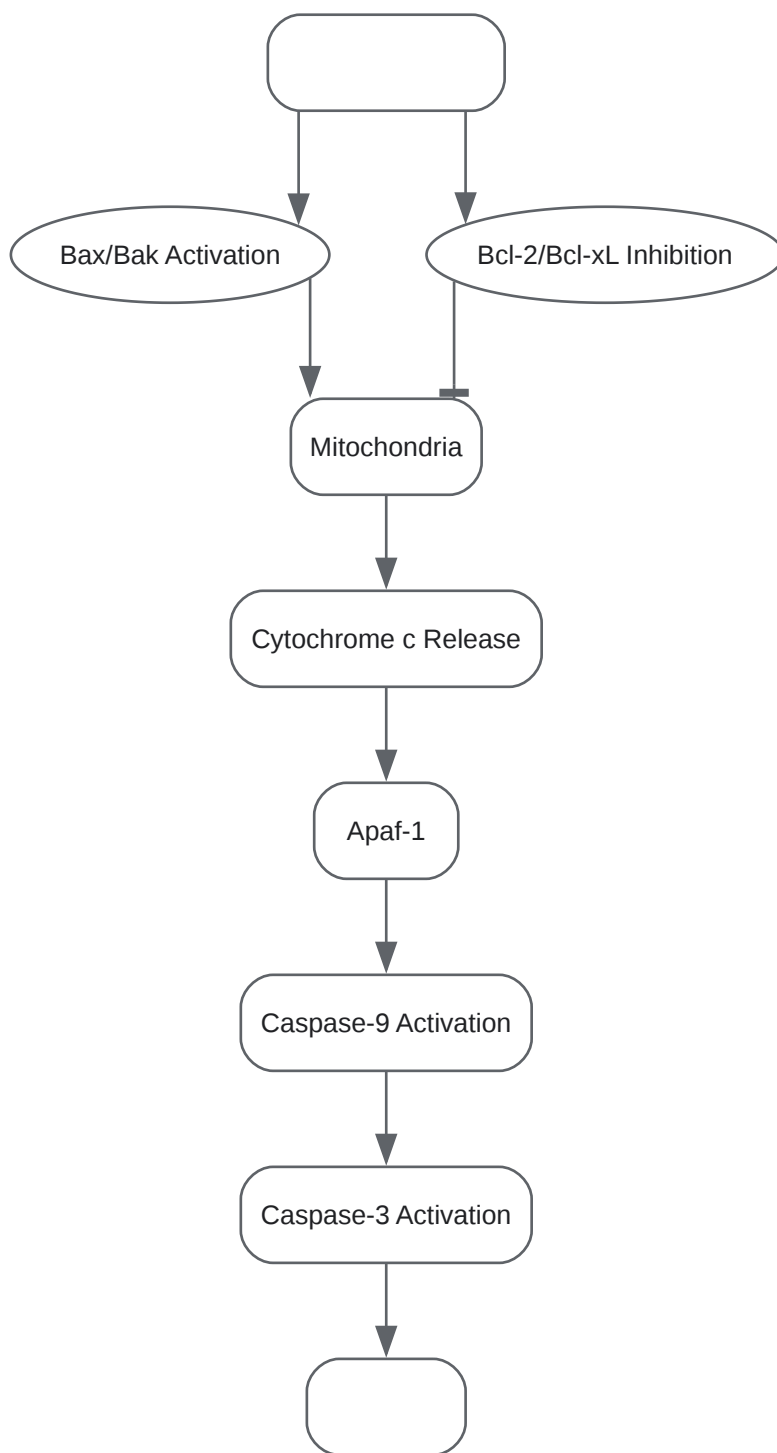 Bax/Bak Activation
Bcl-2/Bcl-xL Inhibition
Mitochondria
Cytochrome c Release
Apaf-1
Caspase-9 Activation
Caspase-3 Activation